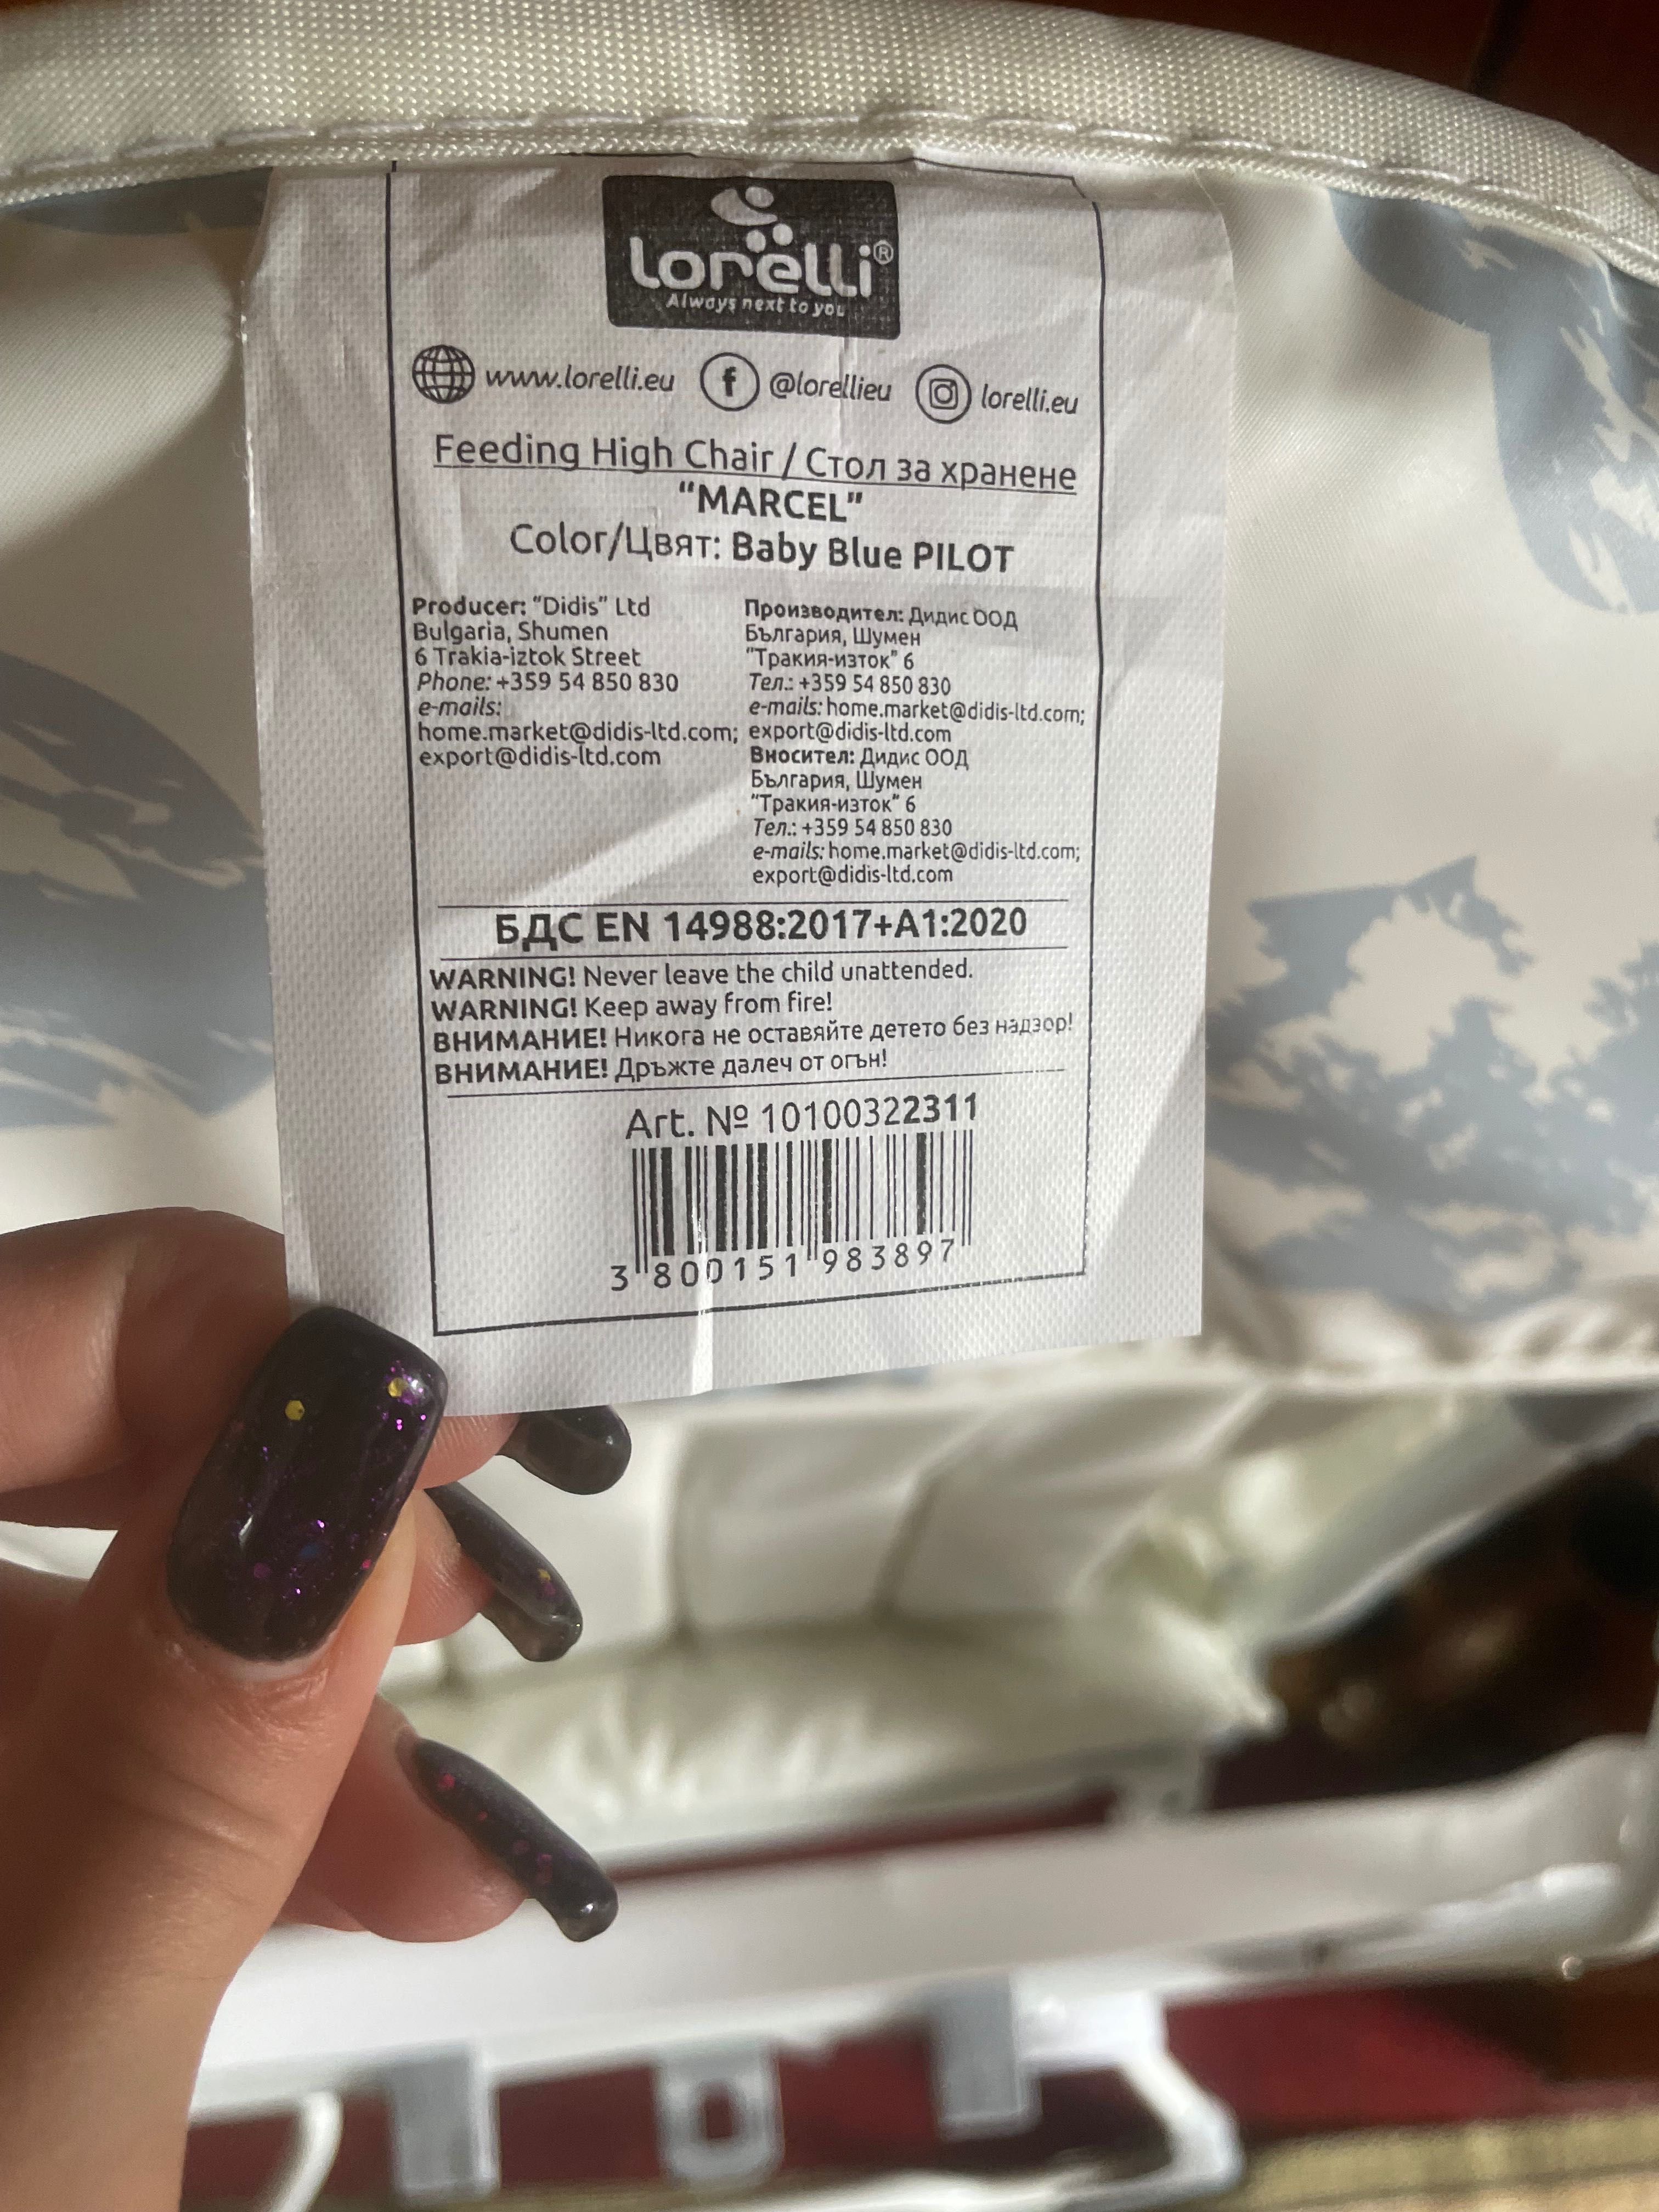 lorelli®
Always next to you
www.lorelli.eu @lorellieu lorelli.eu
Feeding High Chair / Стол за хранене
"MARCEL"
Color/Цвят: Baby Blue PILOT
Producer: "Didis" Ltd
Bulgaria, Shumen
6 Trakia-iztok Street
Phone: +359 54 850 830
e-mails:
home.market@didis-ltd.com;
export@didis-ltd.com
Производител: Дидис ООД
България, Шумен
"Тракия-изток" 6
Тел.: +359 54 850 830
e-mails: home.market@didis-ltd.com;
export@didis-ltd.com
Вносител: Дидис ООД
България, Шумен
"Тракия-изток" 6
Тел.: +359 54 850 830
e-mails: home.market@didis-ltd.com;
export@didis-ltd.com
БДС EN 14988:2017+A1:2020
WARNING! Never leave the child unattended.
WARNING! Keep away from fire!
ВНИМАНИЕ! Никога не оставяйте детето без надзор!
ВНИМАНИЕ! Дръжте далеч от огън!
Art. № 10100322311
3 800151 983897